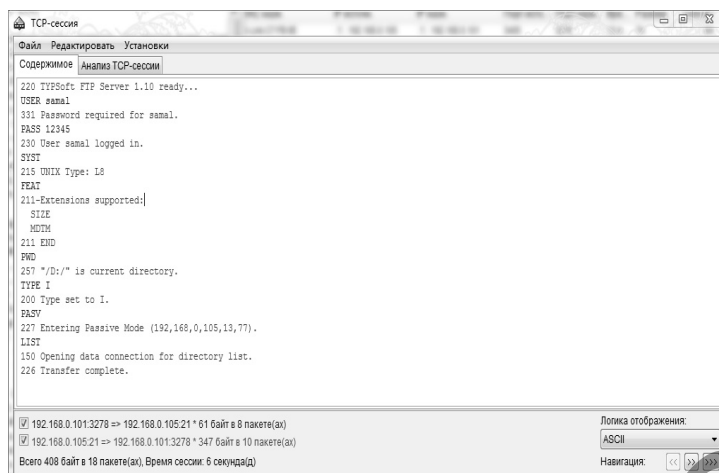 TCP-сессия
Файл Редактировать Установки
Содержимое Анализ TCP-сессии
220 TYPSoft FTP Server 1.10 ready...
USER samal
331 Password required for samal.
PASS 12345
230 User samal logged in.
SYST
215 UNIX Type: L8
FEAT
211-Extensions supported:
SIZE
MDTM
211 END
PWD
257 "/D:/" is current directory.
TYPE I
200 Type set to I.
PASV
227 Entering Passive Mode (192,168,0,105,13,77).
LIST
150 Opening data connection for directory list.
226 Transfer complete.
192.168.0.101:3278 => 192.168.0.105:21 * 61 байт в 8 пакете(ах)
192.168.0.105:21 => 192.168.0.101:3278 * 347 байт в 10 пакете(ах)
Всего 408 байт в 18 пакете(ах), Время сессии: 6 секунда(д)
Логика отображения:
ASCII
Навигация: << >> >>>